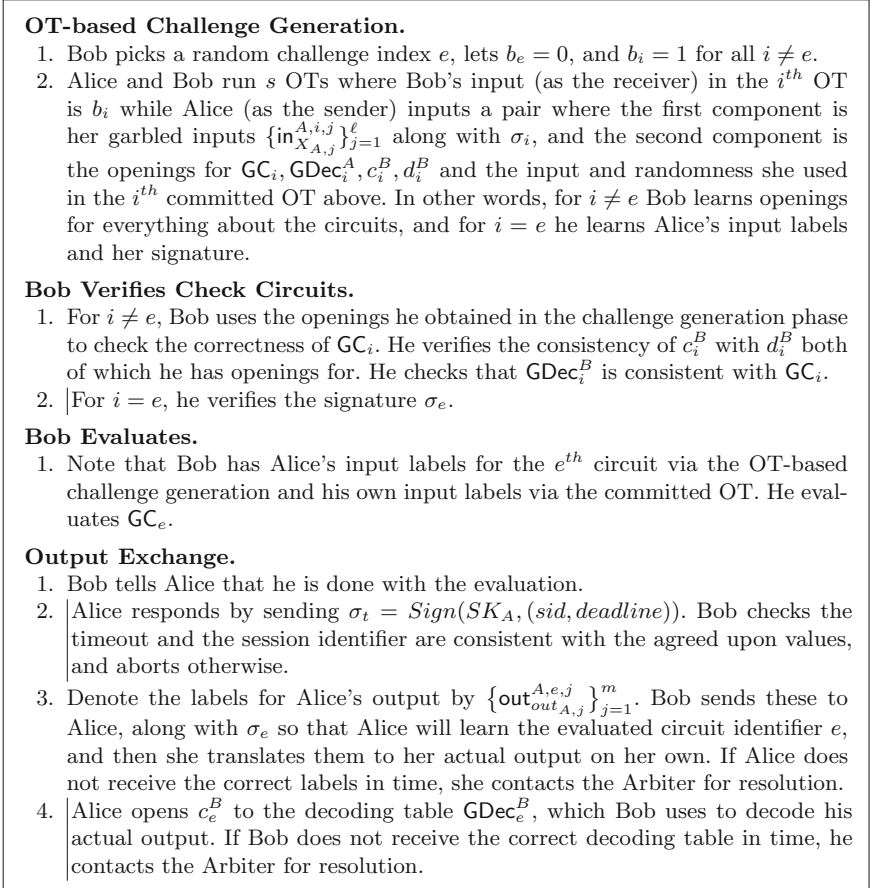 OT-based Challenge Generation.
1. Bob picks a random challenge index e, lets b_e = 0, and b_i = 1 for all i ≠ e.
2. Alice and Bob run s OTs where Bob's input (as the receiver) in the i^{th} OT
is b_i while Alice (as the sender) inputs a pair where the first component is
her garbled inputs {in^{A,i,j}_{X_{A,j}}}^ℓ_{j=1} along with σ_i, and the second component is
the openings for GC_i, GDec^A_i, c^B_i, d^B_i and the input and randomness she used
in the i^{th} committed OT above. In other words, for i ≠ e Bob learns openings
for everything about the circuits, and for i = e he learns Alice's input labels
and her signature.
Bob Verifies Check Circuits.
1. For i ≠ e, Bob uses the openings he obtained in the challenge generation phase
to check the correctness of GC_i. He verifies the consistency of c^B_i with d^B_i both
of which he has openings for. He checks that GDec^B_i is consistent with GC_i.
2. For i = e, he verifies the signature σ_e.
Bob Evaluates.
1. Note that Bob has Alice's input labels for the e^{th} circuit via the OT-based
challenge generation and his own input labels via the committed OT. He eval-
uates GC_e.
Output Exchange.
1. Bob tells Alice that he is done with the evaluation.
2. Alice responds by sending σ_t = Sign(SK_A, (sid, deadline)). Bob checks the
timeout and the session identifier are consistent with the agreed upon values,
and aborts otherwise.
3. Denote the labels for Alice's output by {out^{A,e,j}_{out_{A,j}}}^m_{j=1}. Bob sends these to
Alice, along with σ_e so that Alice will learn the evaluated circuit identifier e,
and then she translates them to her actual output on her own. If Alice does
not receive the correct labels in time, she contacts the Arbiter for resolution.
4. Alice opens c^B_e to the decoding table GDec^B_e, which Bob uses to decode his
actual output. If Bob does not receive the correct decoding table in time, he
contacts the Arbiter for resolution.